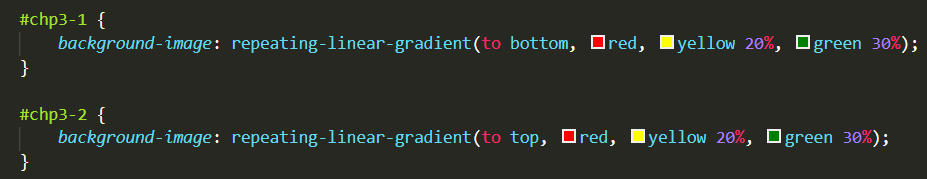 #chp3-1 {
background-image: repeating-linear-gradient(to bottom, red, yellow 20%, green 30%);
}
#chp3-2 {
background-image: repeating-linear-gradient(to top, red, yellow 20%, green 30%);
}